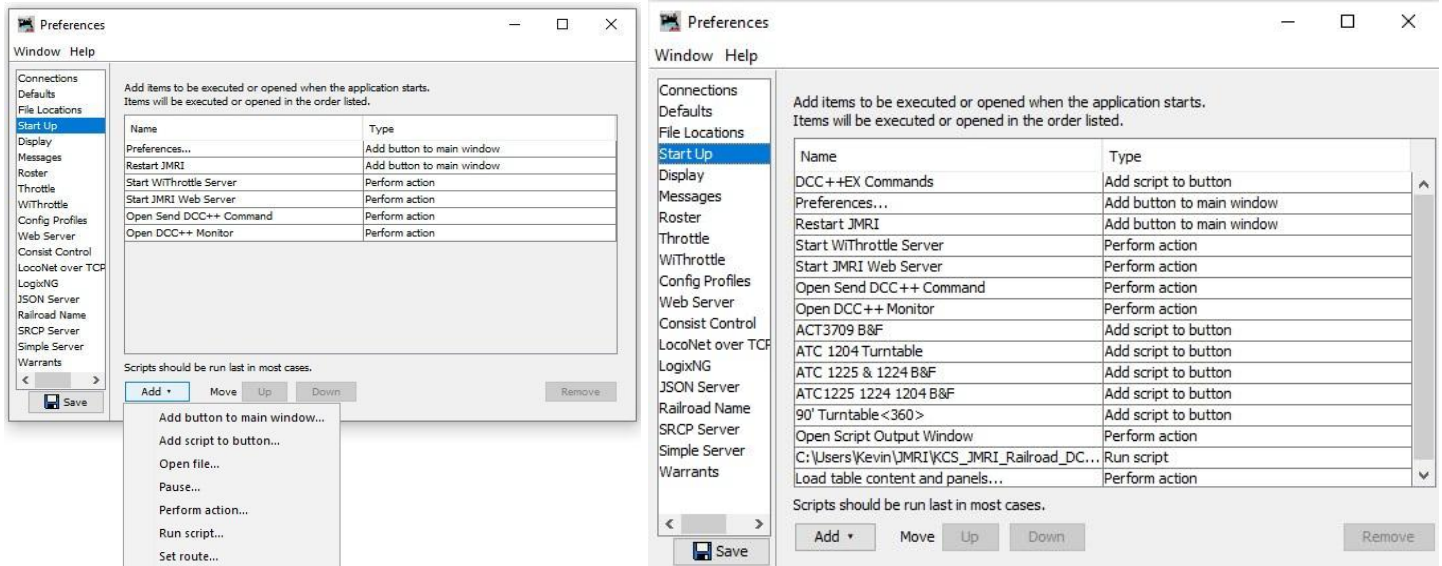 Preferences
Window Help
Connections
Defaults
File Locations
Start Up
Display
Messages
Roster
Throttle
WiThrottle
Config Profiles
Web Server
Consist Control
LocoNet over TCP
LogixNG
JSON Server
Railroad Name
SRCP Server
Simple Server
Warrants
Save
Add items to be executed or opened when the application starts.
Items will be executed or opened in the order listed.
Name Type
Preferences... Add button to main window
Restart JMRI Add button to main window
Start WiThrottle Server Perform action
Start JMRI Web Server Perform action
Open Send DCC++ Command Perform action
Open DCC++ Monitor Perform action
Scripts should be run last in most cases.
Add Move Up Down Remove
Add button to main window...
Add script to button...
Open file...
Pause...
Perform action...
Run script...
Set route...
Preferences
Window Help
Connections
Defaults
File Locations
Start Up
Display
Messages
Roster
Throttle
WiThrottle
Config Profiles
Web Server
Consist Control
LocoNet over TCP
LogixNG
JSON Server
Railroad Name
SRCP Server
Simple Server
Warrants
Save
Add items to be executed or opened when the application starts.
Items will be executed or opened in the order listed.
Name Type
DCC++EX Commands Add script to button
Preferences... Add button to main window
Restart JMRI Add button to main window
Start WiThrottle Server Perform action
Start JMRI Web Server Perform action
Open Send DCC++ Command Perform action
Open DCC++ Monitor Perform action
ACT3709 B&F Add script to button
ATC 1204 Turntable Add script to button
ATC 1225 & 1224 B&F Add script to button
ATC1225 1224 1204 B&F Add script to button
90' Turntable<360> Add script to button
Open Script Output Window Perform action
C:\Users\Kevin\JMRI\KCS_JMRI_Railroad_DC... Run script
Load table content and panels... Perform action
Scripts should be run last in most cases.
Add Move Up Down Remove